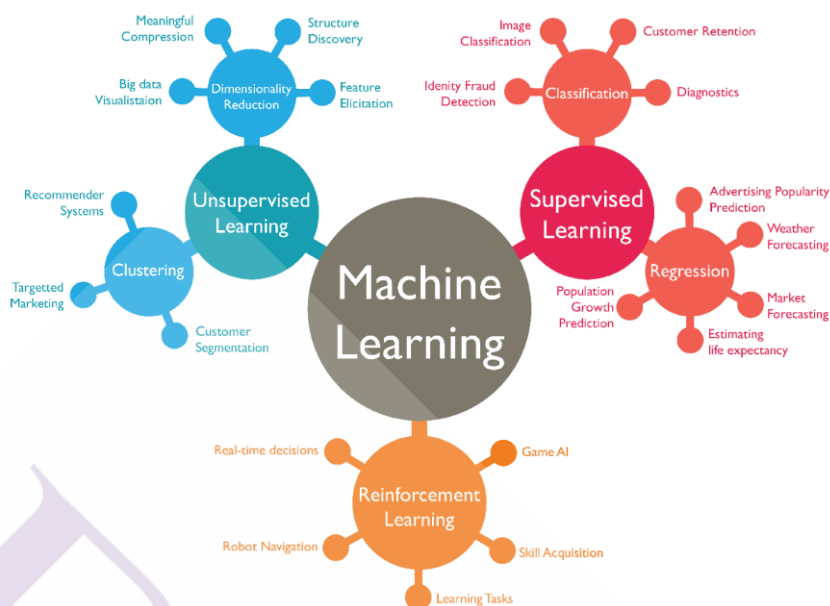 Meaningful
Compression
Structure
Discovery
Big data
Visualistaion
Dimensionality
Reduction
Feature
Elicitation
Unsupervised
Learning
Recommender
Systems
Clustering
Targetted
Marketing
Customer
Segmentation
Image
Classification
Customer Retention
Idenity Fraud
Detection
Classification
Diagnostics
Supervised
Learning
Advertising Popularity
Prediction
Weather
Forecasting
Regression
Population
Growth
Prediction
Market
Forecasting
Estimating
life expectancy
Machine
Learning
Real-time decisions
Game AI
Reinforcement
Learning
Robot Navigation
Skill Acquisition
Learning Tasks